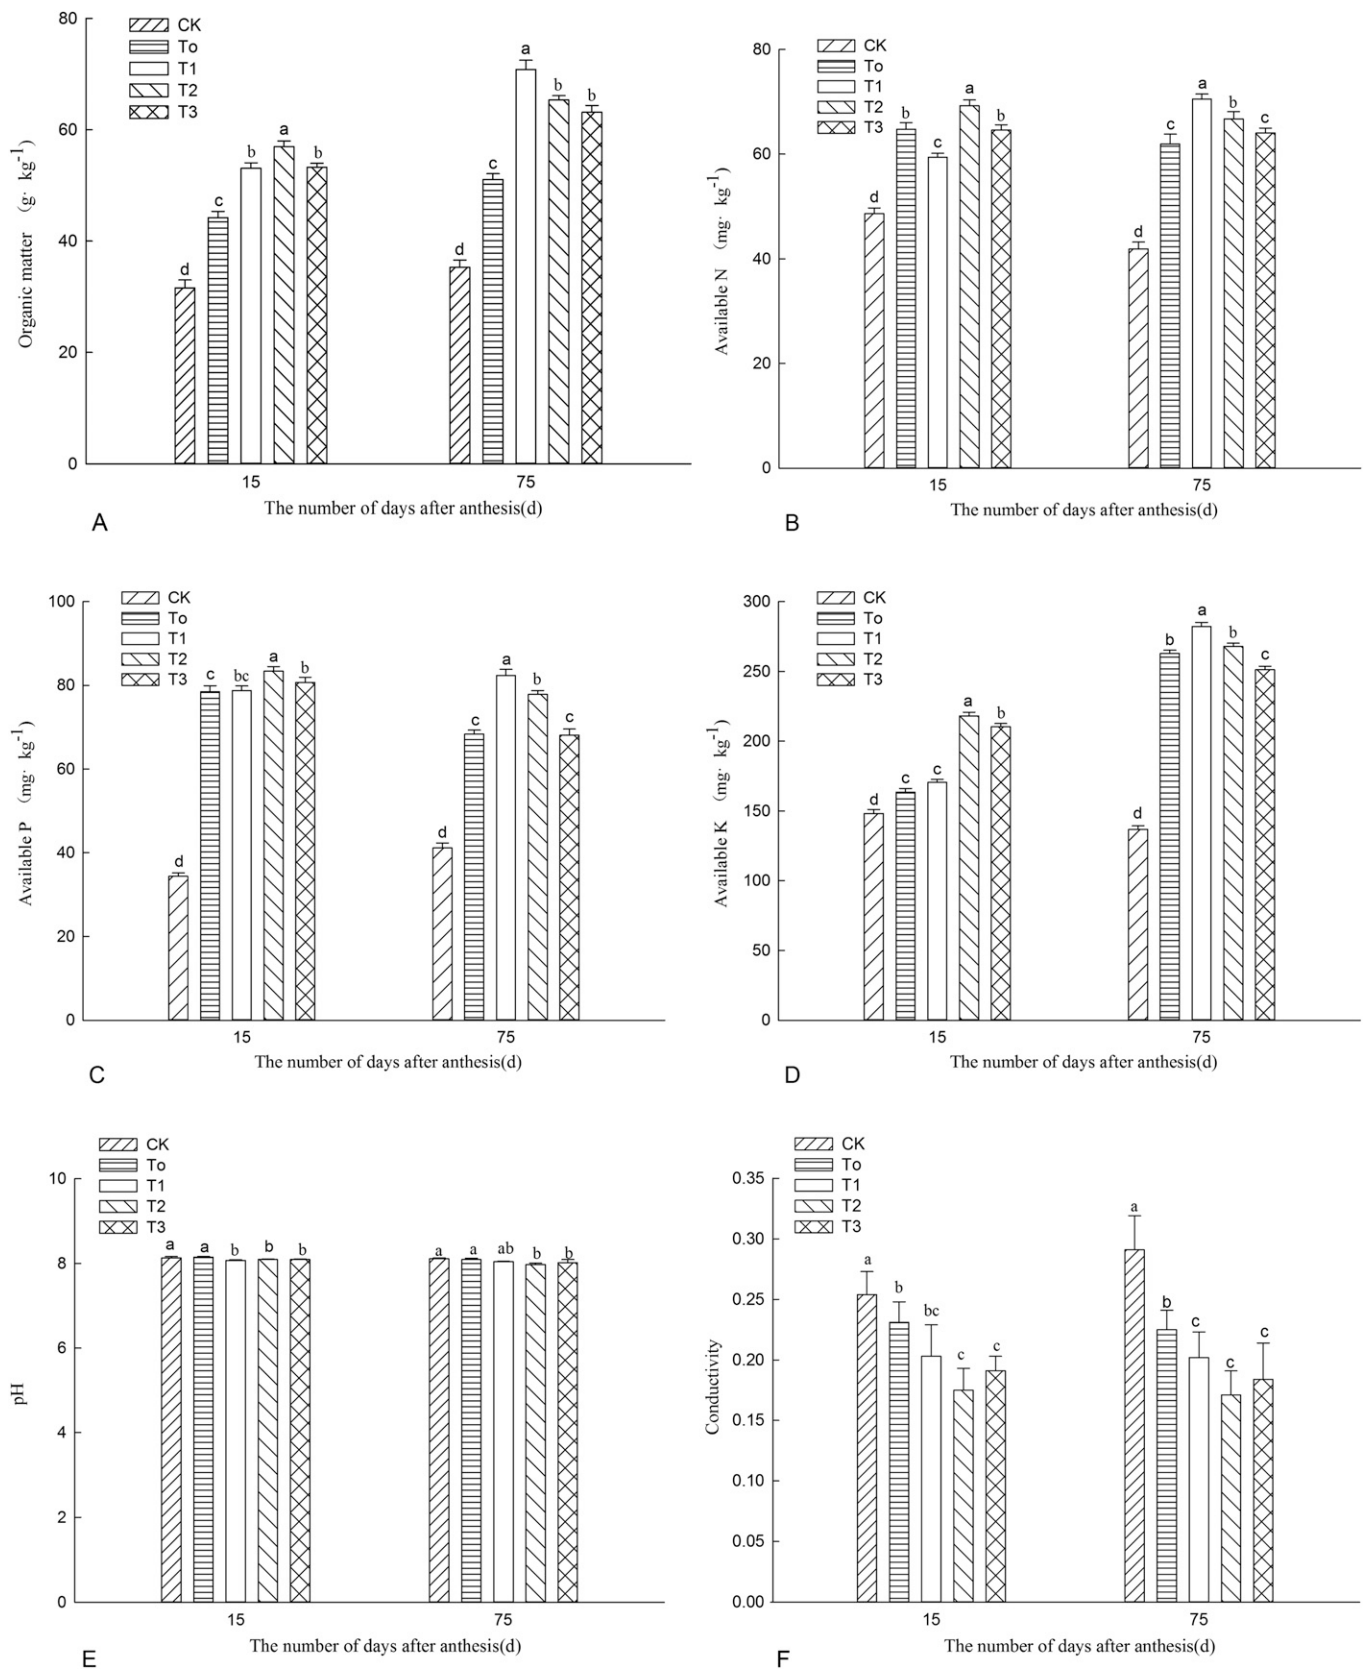 80
60
40
20
0
CK
To
T1
T2
T3
d
c
b
a
b
d
c
a
b
b
15
75
Organic matter (g· kg-1)
The number of days after anthesis(d)
A
80
60
40
20
0
CK
To
T1
T2
T3
d
b
c
a
b
d
c
a
b
c
15
75
Available N (mg· kg-1)
The number of days after anthesis(d)
B
100
80
60
40
20
0
CK
To
T1
T2
T3
d
c
bc
a
b
d
c
a
b
c
15
75
Available P (mg· kg-1)
The number of days after anthesis(d)
C
300
250
200
150
100
50
0
CK
To
T1
T2
T3
d
c
c
a
b
d
b
a
b
c
15
75
Available K (mg· kg-1)
The number of days after anthesis(d)
D
10
8
6
4
2
0
CK
To
T1
T2
T3
a
a
b
b
b
a
a
ab
b
b
15
75
pH
The number of days after anthesis(d)
E
0.35
0.30
0.25
0.20
0.15
0.10
0.05
0.00
CK
To
T1
T2
T3
a
b
bc
c
c
a
b
c
c
c
15
75
Conductivity
The number of days after anthesis(d)
F